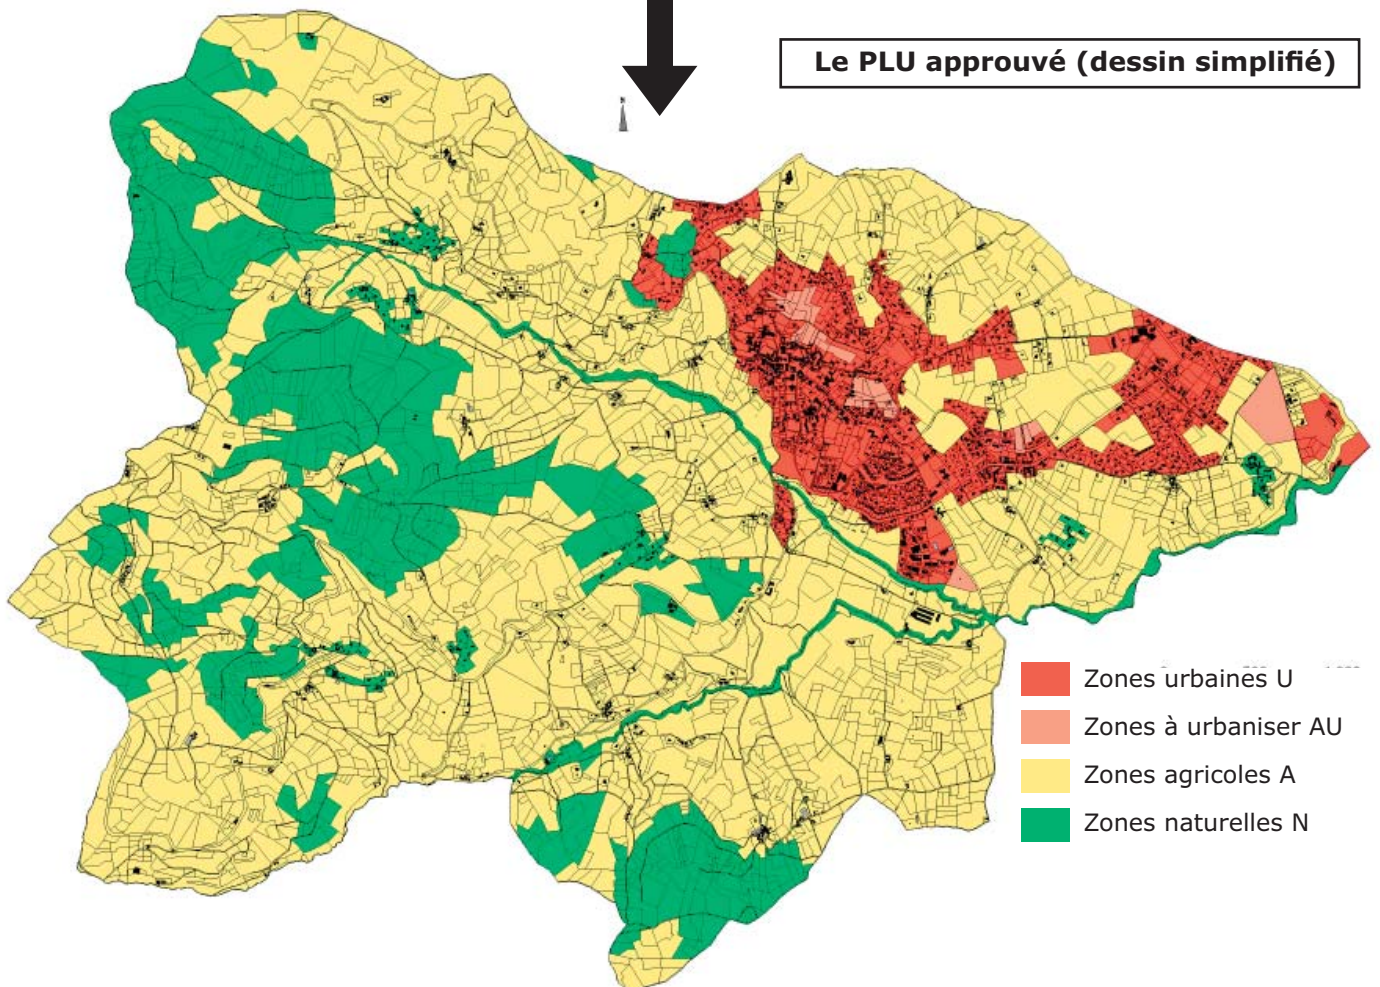 Le PLU approuvé (dessin simplifié)
N
Zones urbaines U
Zones à urbaniser AU
Zones agricoles A
Zones naturelles N